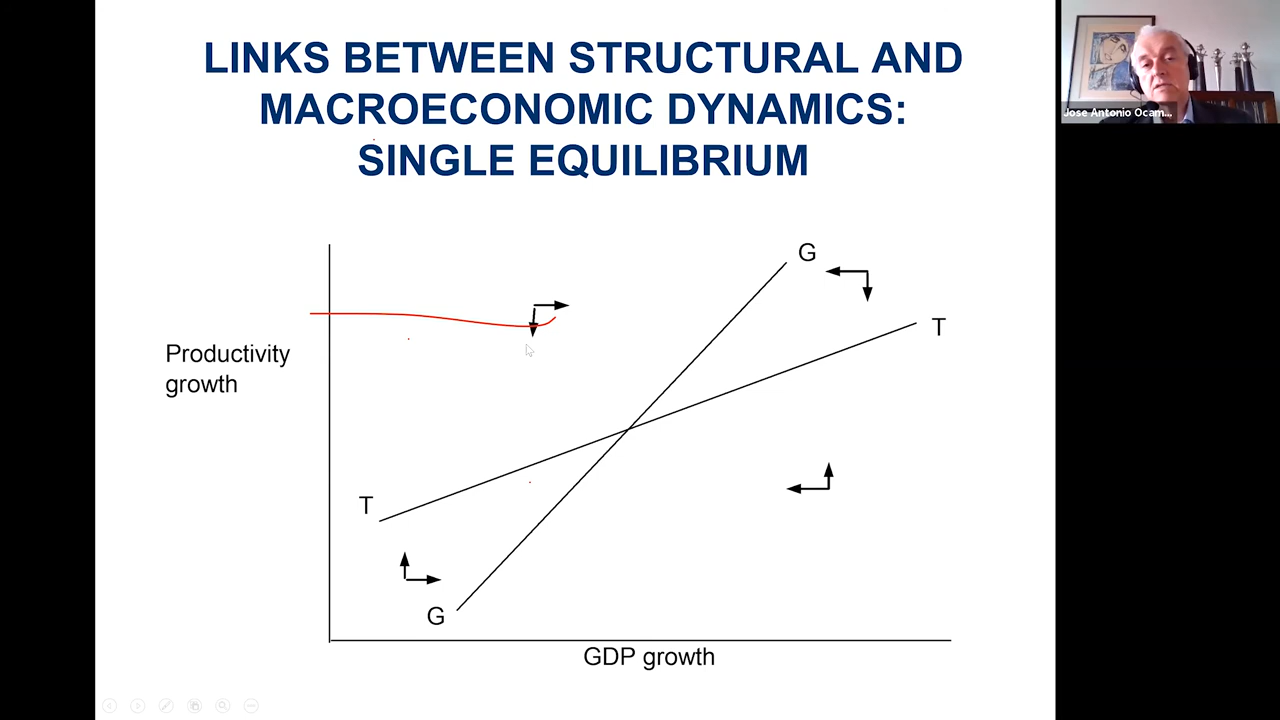 LINKS BETWEEN STRUCTURAL AND
MACROECONOMIC DYNAMICS:
SINGLE EQUILIBRIUM
Jose Antonio Ocam...
G
T
Productivity
growth
T
G
GDP growth